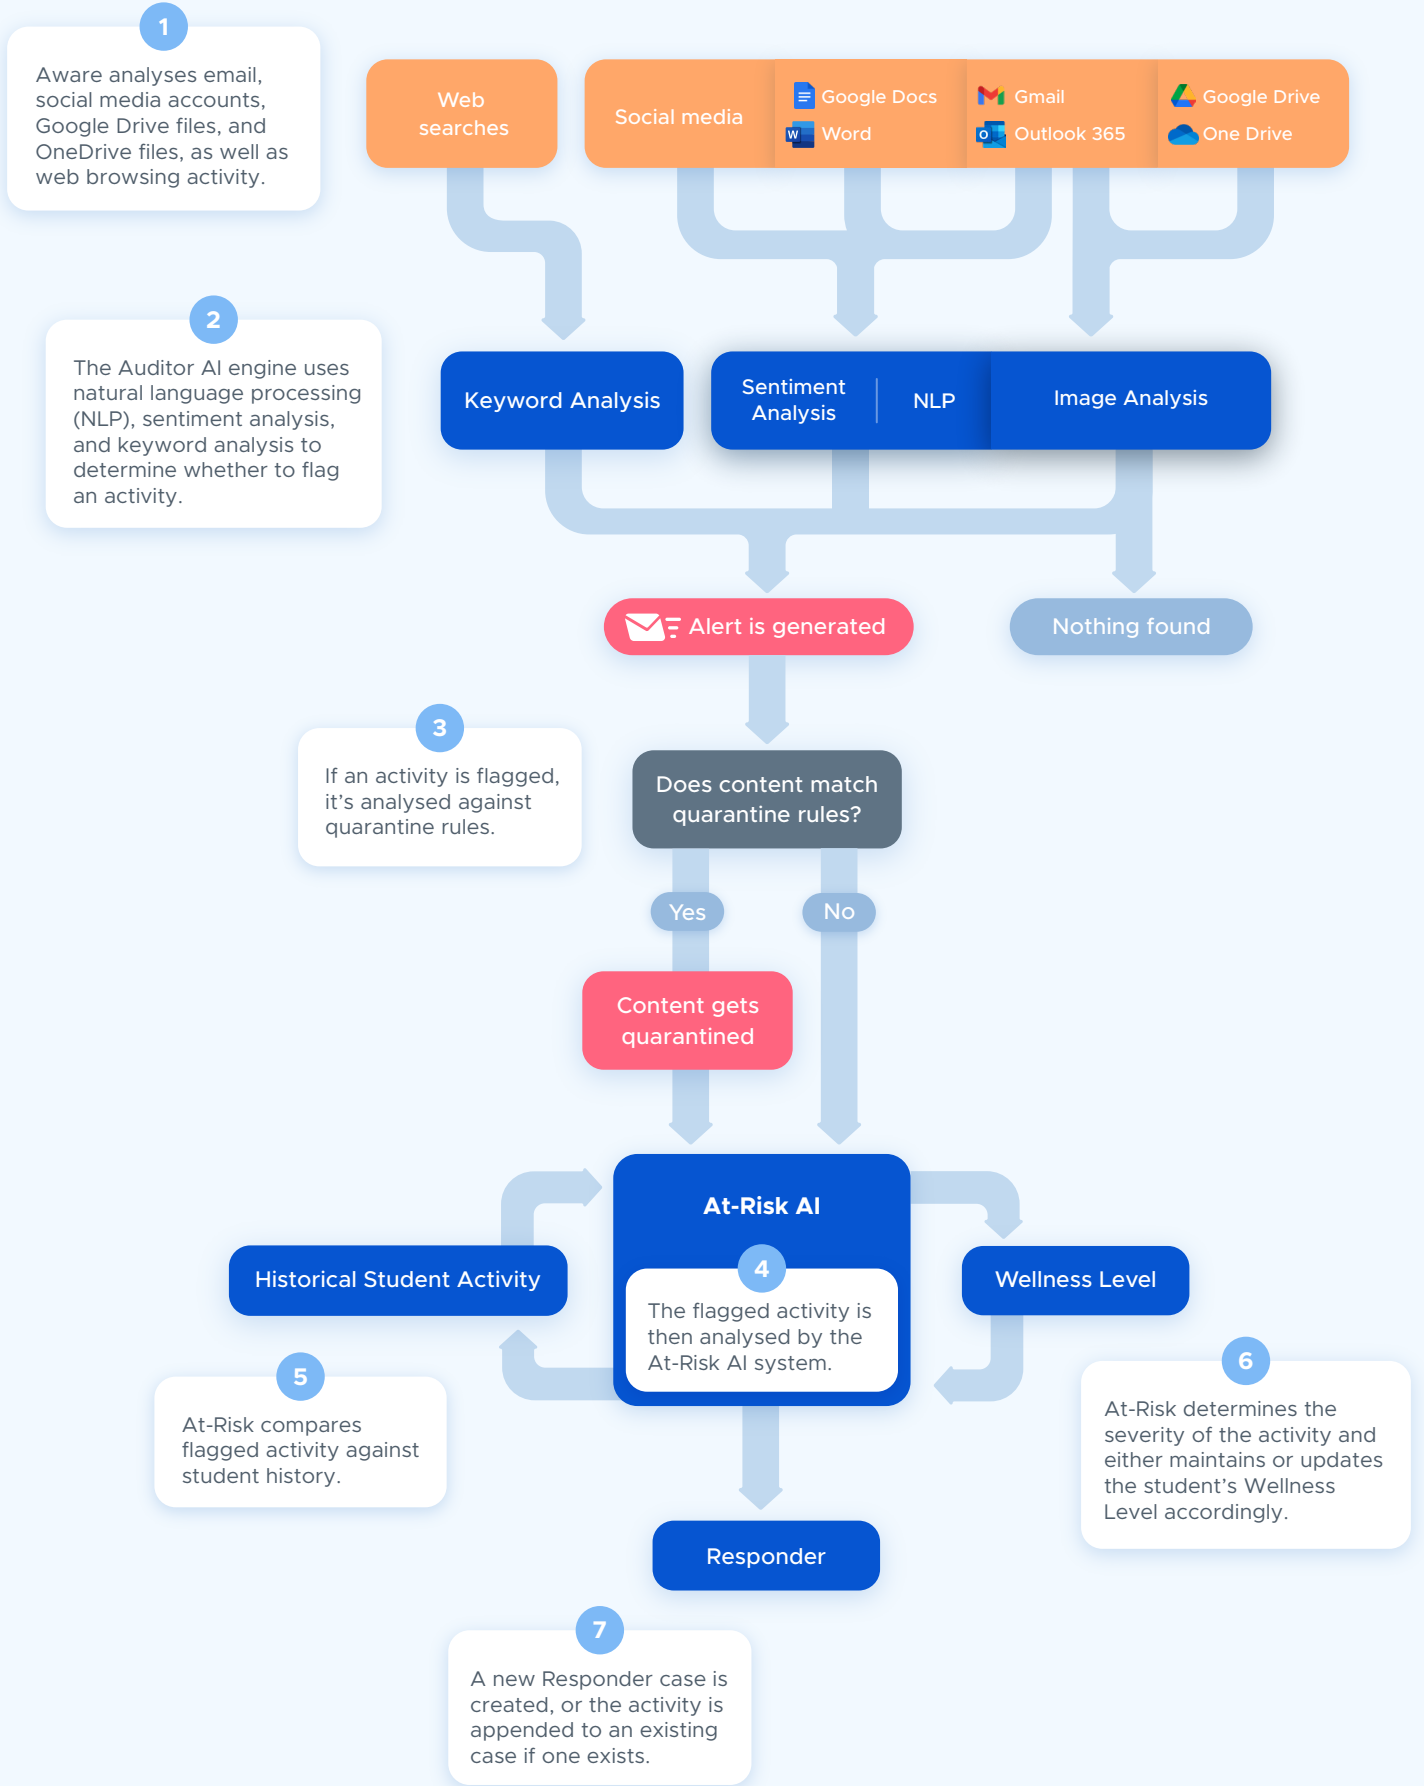 1
Aware analyses email,
social media accounts,
Google Drive files, and
OneDrive files, as well as
web browsing activity.
Web
searches
Social media
Google Docs
Word
Gmail
Outlook 365
Google Drive
One Drive
2
The Auditor AI engine uses
natural language processing
(NLP), sentiment analysis,
and keyword analysis to
determine whether to flag
an activity.
Keyword Analysis
Sentiment
Analysis
NLP
Image Analysis
Alert is generated
Nothing found
3
If an activity is flagged,
it's analysed against
quarantine rules.
Does content match
quarantine rules?
Yes
No
Content gets
quarantined
At-Risk AI
4
The flagged activity is
then analysed by the
At-Risk AI system.
Historical Student Activity
Wellness Level
5
At-Risk compares
flagged activity against
student history.
6
At-Risk determines the
severity of the activity and
either maintains or updates
the student's Wellness
Level accordingly.
Responder
7
A new Responder case is
created, or the activity is
appended to an existing
case if one exists.